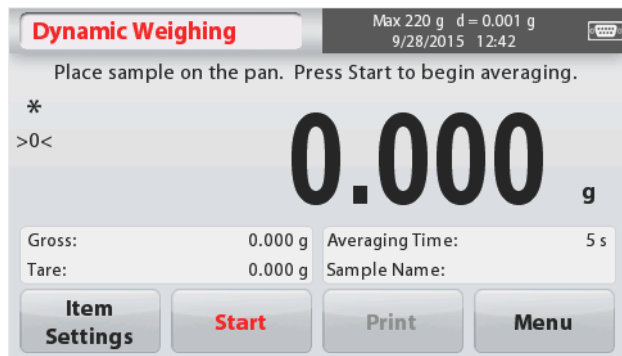 Dynamic Weighing
Max 220 g d = 0.001 g
9/28/2015 12:42
Place sample on the pan. Press Start to begin averaging.
*
>0<
0.000 g
Gross: 0.000 g
Tare: 0.000 g
Averaging Time: 5 s
Sample Name:
Item
Settings
Start
Print
Menu